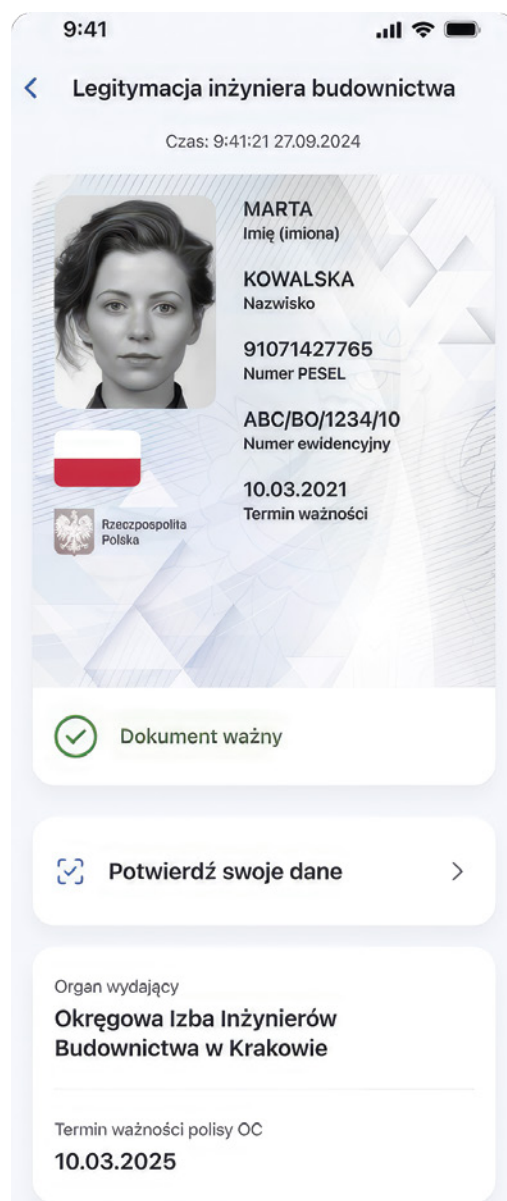 9:41
Legitymacja inżyniera budownictwa
Czas: 9:41:21 27.09.2024
MARTA
Imię (imiona)
KOWALSKA
Nazwisko
91071427765
Numer PESEL
ABC/BO/1234/10
Numer ewidencyjny
10.03.2021
Termin ważności
Rzeczpospolita
Polska
Dokument ważny
Potwierdź swoje dane
Organ wydający
Okręgowa Izba Inżynierów
Budownictwa w Krakowie
Termin ważności polisy OC
10.03.2025